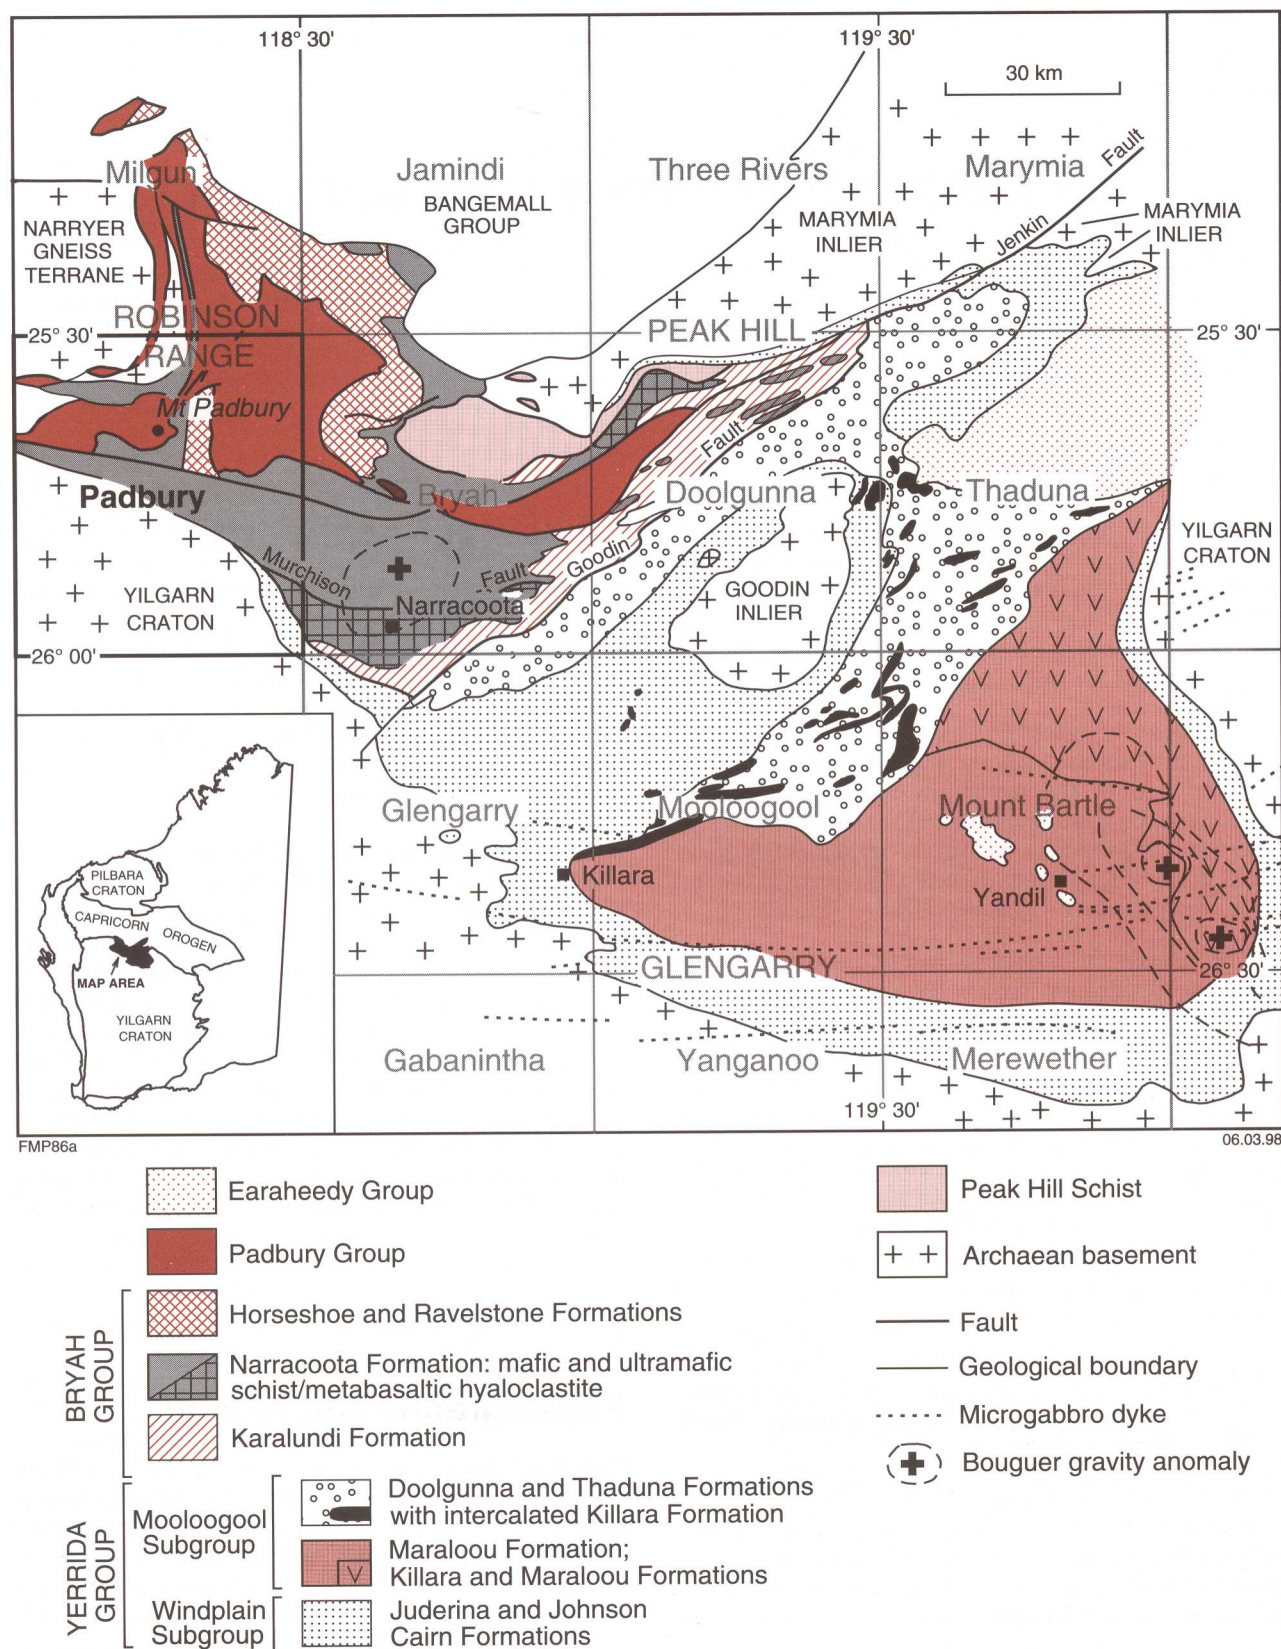 118° 30'
119° 30'
30 km
Milgun
Jamindi
Three Rivers
Marymia
Fault
BANGEMALL
GROUP
NARRYER
GNEISS
TERRANE
MARYMIA
INLIER
Jenkin
MARYMIA
INLIER
ROBINSON
RANGE
25° 30'
PEAK HILL
25° 30'
Mt Padbury
Fault
Padbury
Bryah
Doolgunna
Thaduna
YILGARN
CRATON
Murchison
Fault
Goodin
YILGARN
CRATON
Narracoota
GOODIN
INLIER
26° 00'
Glengarry
Mooloogool
Mount Bartle
Killara
Yandil
PILBARA
CRATON
CAPRICORN
OROGEN
MAP AREA
YILGARN
CRATON
GLENGARRY
26° 30'
Gabanintha
Yanganoo
Merewether
119° 30'
FMP86a
06.03.98
Earaheedy Group
Padbury Group
BRYAH
GROUP
Horseshoe and Ravelstone Formations
Narracoota Formation: mafic and ultramafic
schist/metabasaltic hyaloclastite
Karalundi Formation
YERRIDA
GROUP
Mooloogool
Subgroup
Doolgunna and Thaduna Formations
with intercalated Killara Formation
Maraloou Formation;
Killara and Maraloou Formations
Windplain
Subgroup
Juderina and Johnson
Cairn Formations
Peak Hill Schist
Archaean basement
Fault
Geological boundary
Microgabbro dyke
Bouguer gravity anomaly